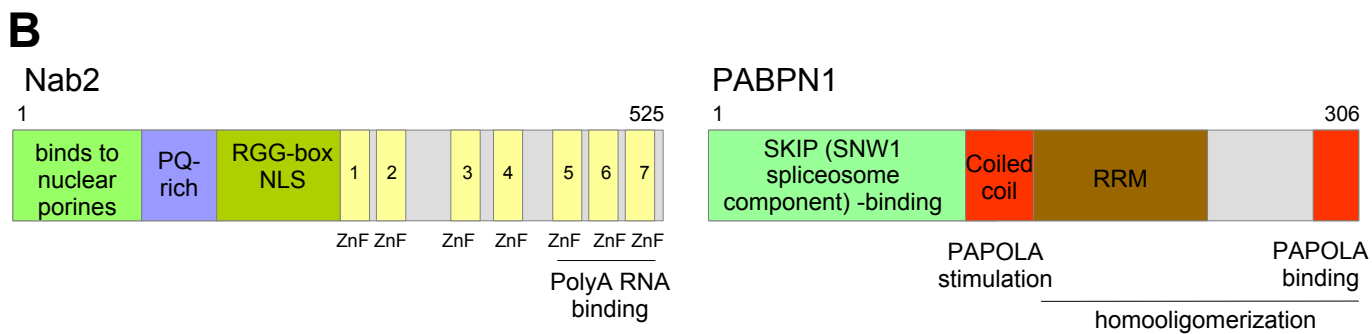 B
Nab2
1
525
binds to
nuclear
porines
PQ-
rich
RGG-box
NLS
1
2
3
4
5
6
7
ZnF ZnF ZnF ZnF ZnF ZnF ZnF
PolyA RNA
binding
PABPN1
1
306
SKIP (SNW1
spliceosome
component) -binding
Coiled
coil
RRM
PAPOLA
stimulation
PAPOLA
binding
homooligomerization